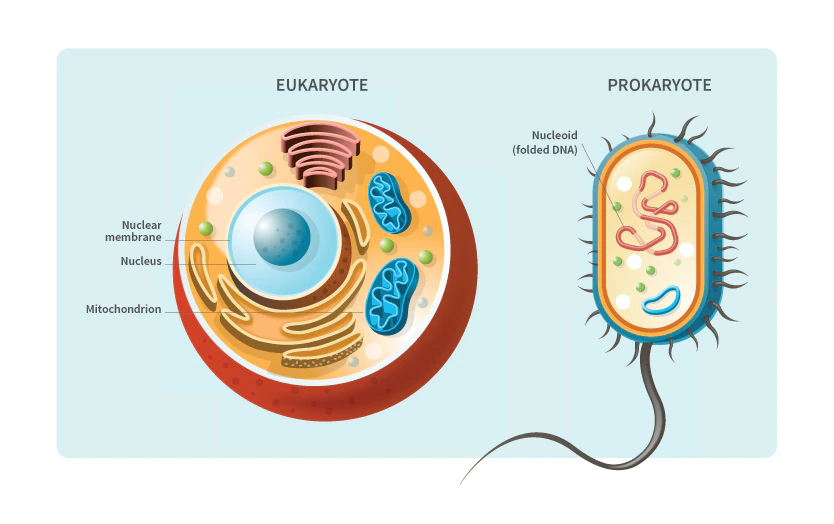 EUKARYOTE
PROKARYOTE
Nucleoid
(folded DNA)
Nuclear
membrane
Nucleus
Mitochondrion